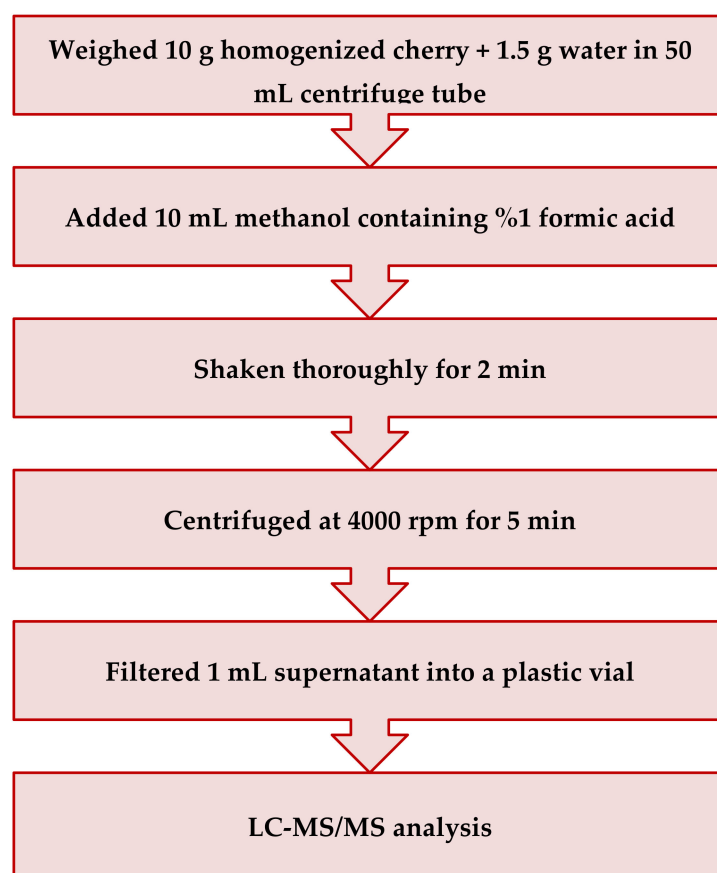 Weighed 10 g homogenized cherry + 1.5 g water in 50
mL centrifuge tube
Added 10 mL methanol containing %1 formic acid
Shaken thoroughly for 2 min
Centrifuged at 4000 rpm for 5 min
Filtered 1 mL supernatant into a plastic vial
LC-MS/MS analysis